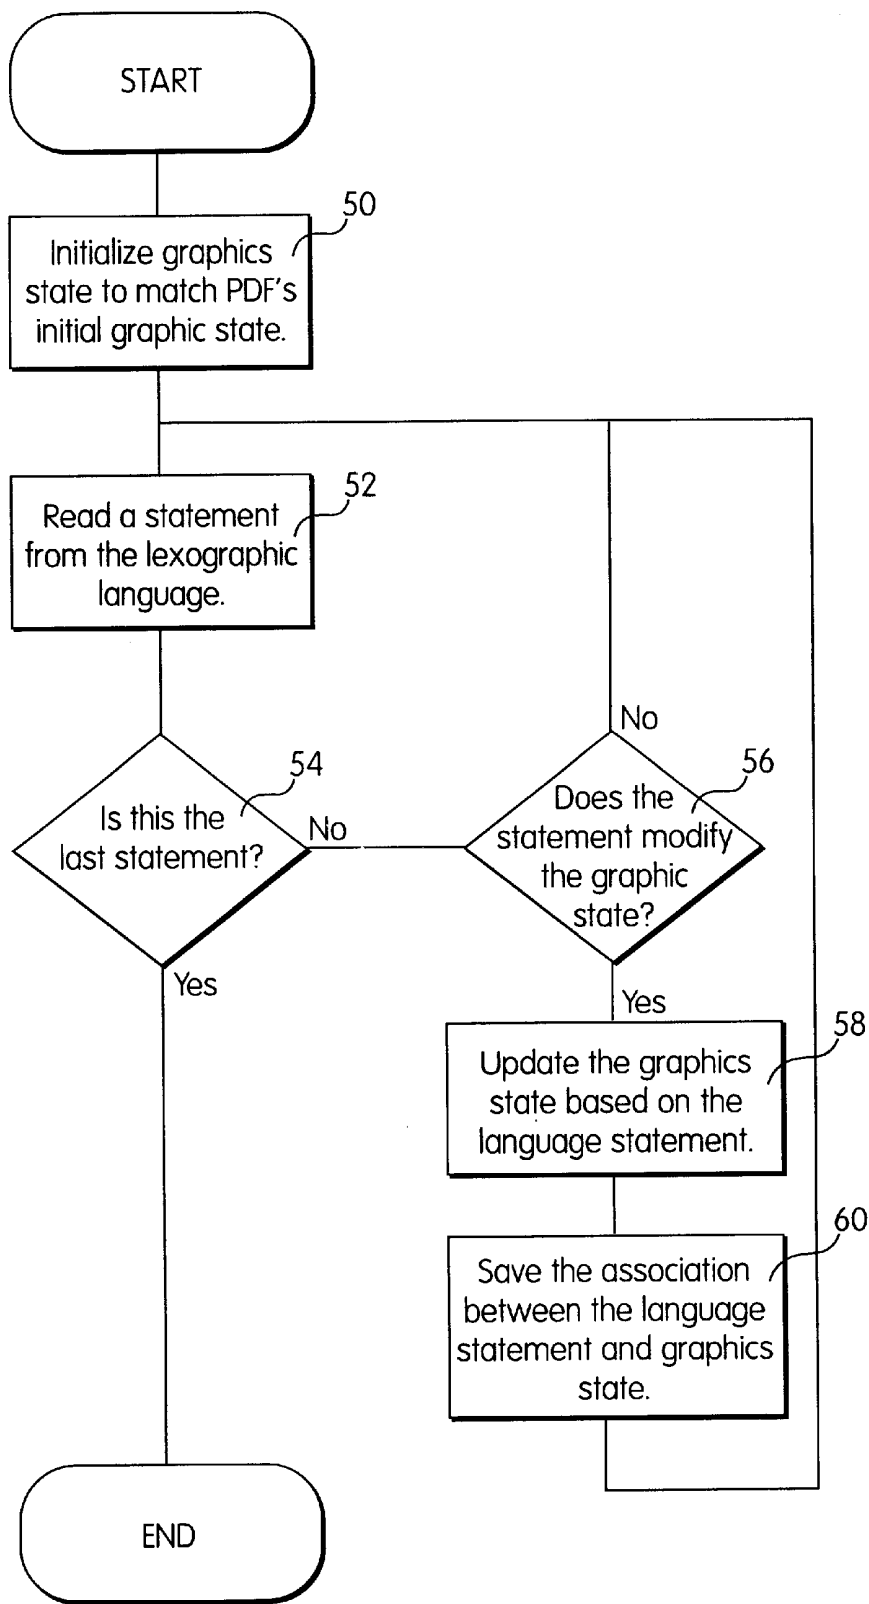 START
50
Initialize graphics
state to match PDF's
initial graphic state.
52
Read a statement
from the lexographic
language.
54
Is this the
last statement?
No
Yes
No
56
Does the
statement modify
the graphic
state?
Yes
58
Update the graphics
state based on the
language statement.
60
Save the association
between the language
statement and graphics
state.
END